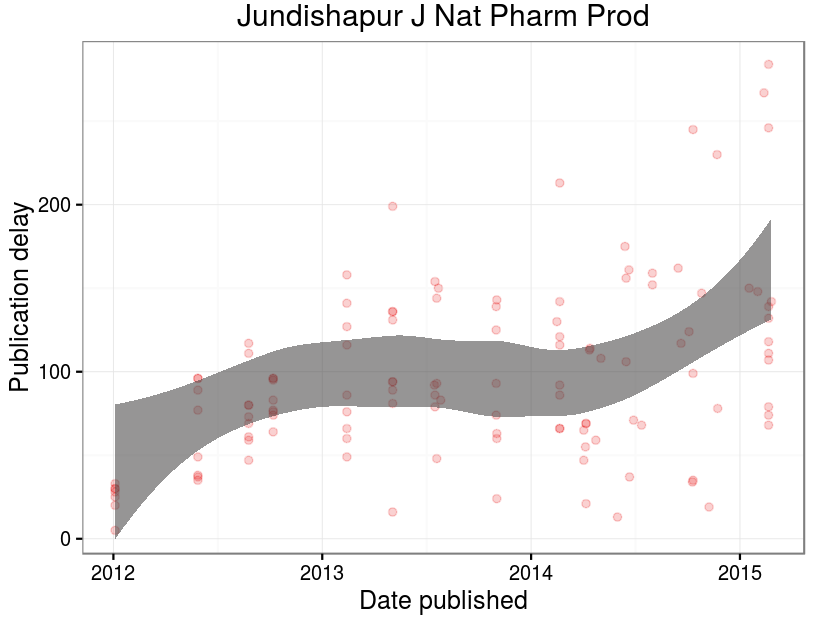 Jundishapur J Nat Pharm Prod
Publication delay
200
100
0
2012 2013 2014 2015
Date published